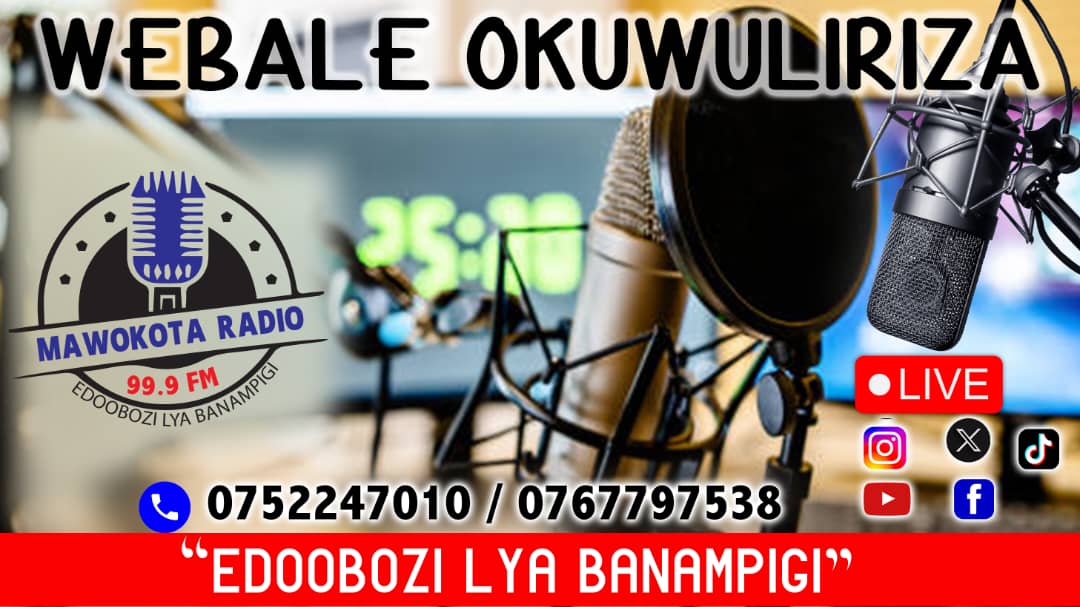 WEBALE OKUWULIRIZA
MAWOKOTA RADIO
99.9 FM
EDOOBOZI LYA BANAMPIGI
LIVE
0752247010 / 0767797538
“EDOOBOZI LYA BANAMPIGI”